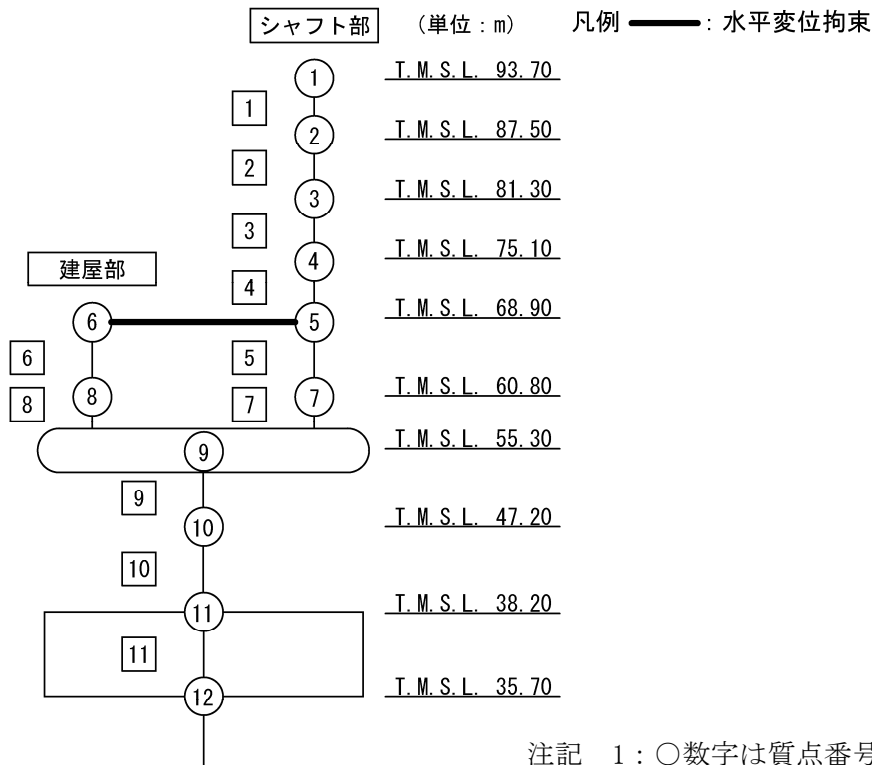 シャフト部 (単位:m) 凡例 : 水平変位拘束
① T.M.S.L. 93.70
1
② T.M.S.L. 87.50
2
③ T.M.S.L. 81.30
3
④ T.M.S.L. 75.10
建屋部 4
⑥ ⑤ T.M.S.L. 68.90
6 5
⑧ ⑦ T.M.S.L. 60.80
8 7
⑨ T.M.S.L. 55.30
9
⑩ T.M.S.L. 47.20
10
⑪ T.M.S.L. 38.20
11
⑫ T.M.S.L. 35.70
注記 1:○数字は質点番号